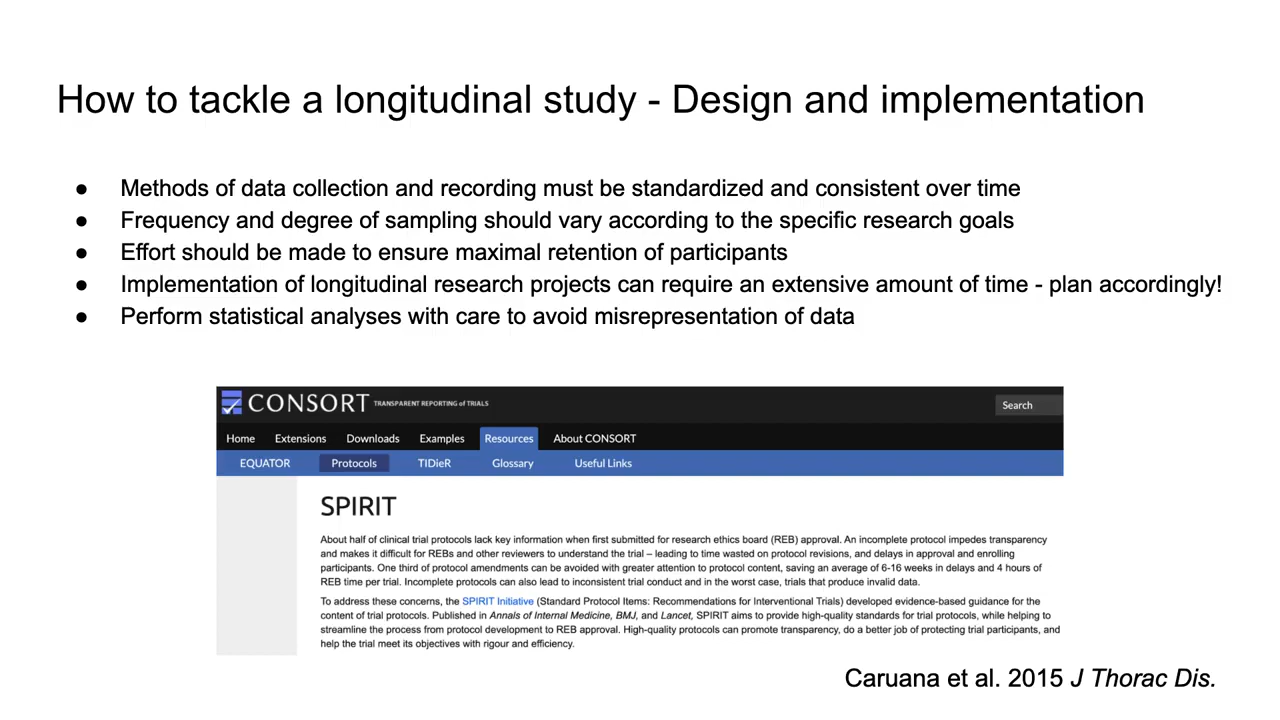 How to tackle a longitudinal study - Design and implementation
● Methods of data collection and recording must be standardized and consistent over time
● Frequency and degree of sampling should vary according to the specific research goals
● Effort should be made to ensure maximal retention of participants
● Implementation of longitudinal research projects can require an extensive amount of time - plan accordingly!
● Perform statistical analyses with care to avoid misrepresentation of data
CONSORT TRANSPARENT REPORTING of TRIALS Search
Home Extensions Downloads Examples Resources About CONSORT
EQUATOR Protocols TIDieR Glossary Useful Links
SPIRIT
About half of clinical trial protocols lack key information when first submitted for research ethics board (REB) approval. An incomplete protocol impedes transparency
and makes it difficult for REBs and other reviewers to understand the trial – leading to time wasted on protocol revisions, and delays in approval and enrolling
participants. One third of protocol amendments can be avoided with greater attention to protocol content, saving an average of 6-16 weeks in delays and 4 hours of
REB time per trial. Incomplete protocols can also lead to inconsistent trial conduct and in the worst case, trials that produce invalid data.
To address these concerns, the SPIRIT Initiative (Standard Protocol Items: Recommendations for Interventional Trials) developed evidence-based guidance for the
content of trial protocols. Published in Annals of Internal Medicine, BMJ, and Lancet, SPIRIT aims to provide high-quality standards for trial protocols, while helping to
streamline the process from protocol development to REB approval. High-quality protocols can promote transparency, do a better job of protecting trial participants, and
help the trial meet its objectives with rigour and efficiency.
Caruana et al. 2015 J Thorac Dis.